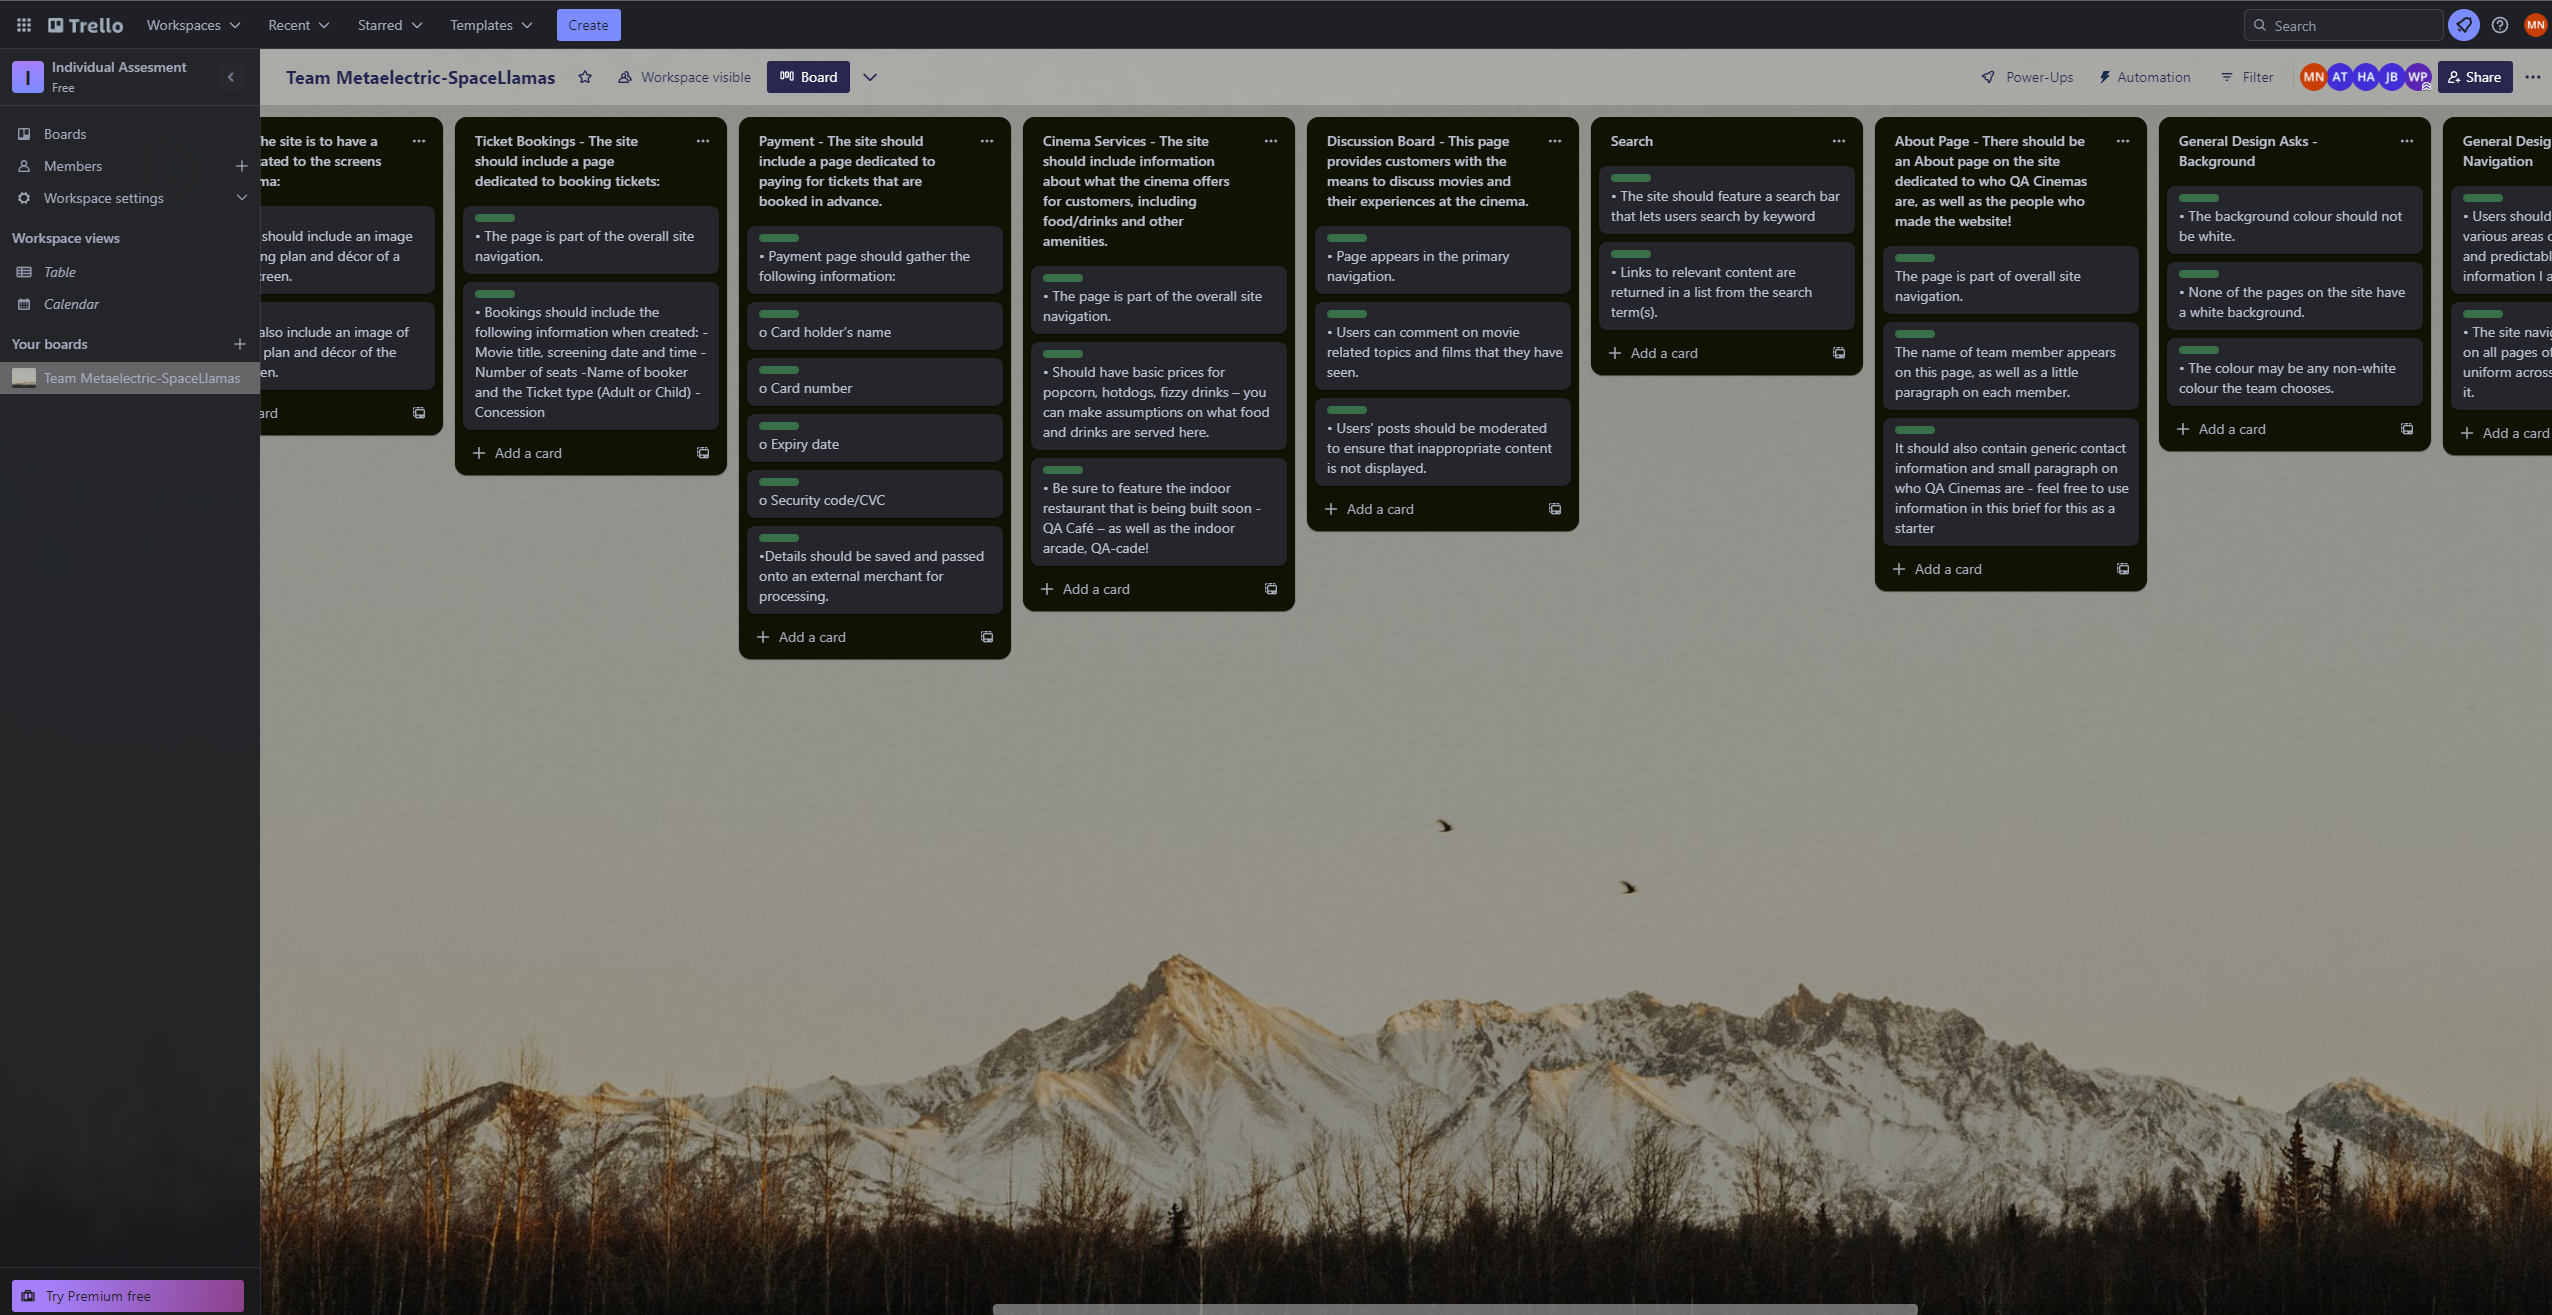 Trello
Workspaces
Recent
Starred
Templates
Create
Search
MN
I
Individual Assesment
Free
Boards
Members
Workspace settings
Workspace views
Table
Calendar
Your boards
Team Metaelectric-SpaceLlamas
Try Premium free
Team Metaelectric-SpaceLlamas
Workspace visible
Board
Power-Ups
Automation
Filter
MN
AT
HA
JB
WP
Share
he site is to have a
ated to the screens
ma:
should include an image
ng plan and décor of a
reen.
also include an image of
plan and décor of the
en.
ard
Ticket Bookings - The site
should include a page
dedicated to booking tickets:
• The page is part of the overall site
navigation.
• Bookings should include the
following information when created: -
Movie title, screening date and time -
Number of seats -Name of booker
and the Ticket type (Adult or Child) -
Concession
Add a card
Payment - The site should
include a page dedicated to
paying for tickets that are
booked in advance.
• Payment page should gather the
following information:
o Card holder’s name
o Card number
o Expiry date
o Security code/CVC
•Details should be saved and passed
onto an external merchant for
processing.
Add a card
Cinema Services - The site
should include information
about what the cinema offers
for customers, including
food/drinks and other
amenities.
• The page is part of the overall site
navigation.
• Should have basic prices for
popcorn, hotdogs, fizzy drinks – you
can make assumptions on what food
and drinks are served here.
• Be sure to feature the indoor
restaurant that is being built soon -
QA Café – as well as the indoor
arcade, QA-cade!
Add a card
Discussion Board - This page
provides customers with the
means to discuss movies and
their experiences at the cinema.
• Page appears in the primary
navigation.
• Users can comment on movie
related topics and films that they have
seen.
• Users’ posts should be moderated
to ensure that inappropriate content
is not displayed.
Add a card
Search
• The site should feature a search bar
that lets users search by keyword
• Links to relevant content are
returned in a list from the search
term(s).
Add a card
About Page - There should be
an About page on the site
dedicated to who QA Cinemas
are, as well as the people who
made the website!
The page is part of overall site
navigation.
The name of team member appears
on this page, as well as a little
paragraph on each member.
It should also contain generic contact
information and small paragraph on
who QA Cinemas are - feel free to use
information in this brief for this as a
starter
Add a card
General Design Asks -
Background
• The background colour should not
be white.
• None of the pages on the site have
a white background.
• The colour may be any non-white
colour the team chooses.
Add a card
General Desig
Navigation
• Users should
various areas o
and predictabl
information I a
• The site navig
on all pages of
uniform across
it.
Add a card